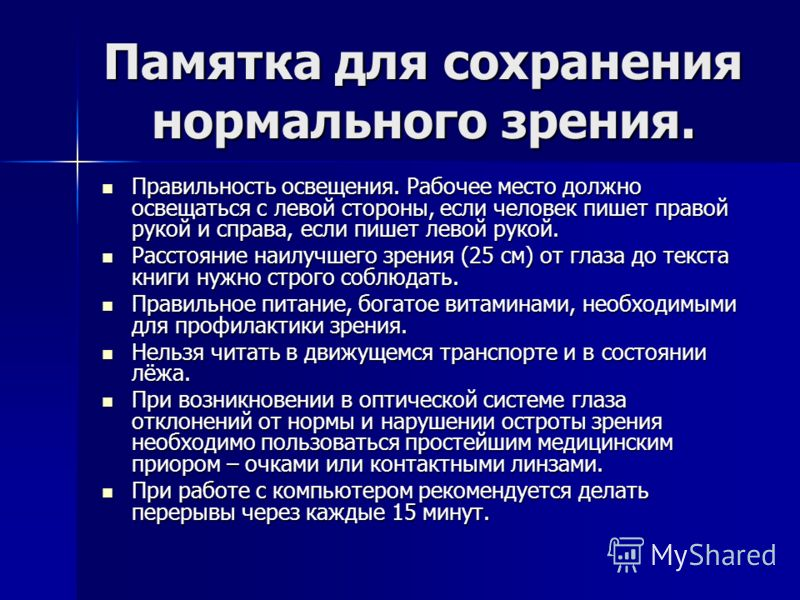 Памятка для сохранения
нормального зрения.
Правильность освещения. Рабочее место должно
освещаться с левой стороны, если человек пишет правой
рукой и справа, если пишет левой рукой.
Расстояние наилучшего зрения (25 см) от глаза до текста
книги нужно строго соблюдать.
Правильное питание, богатое витаминами, необходимыми
для профилактики зрения.
Нельзя читать в движущемся транспорте и в состоянии
лёжа.
При возникновении в оптической системе глаза
отклонений от нормы и нарушении остроты зрения
необходимо пользоваться простейшим медицинским
приором – очками или контактными линзами.
При работе с компьютером рекомендуется делать
перерывы через каждые 15 минут.
MyShared